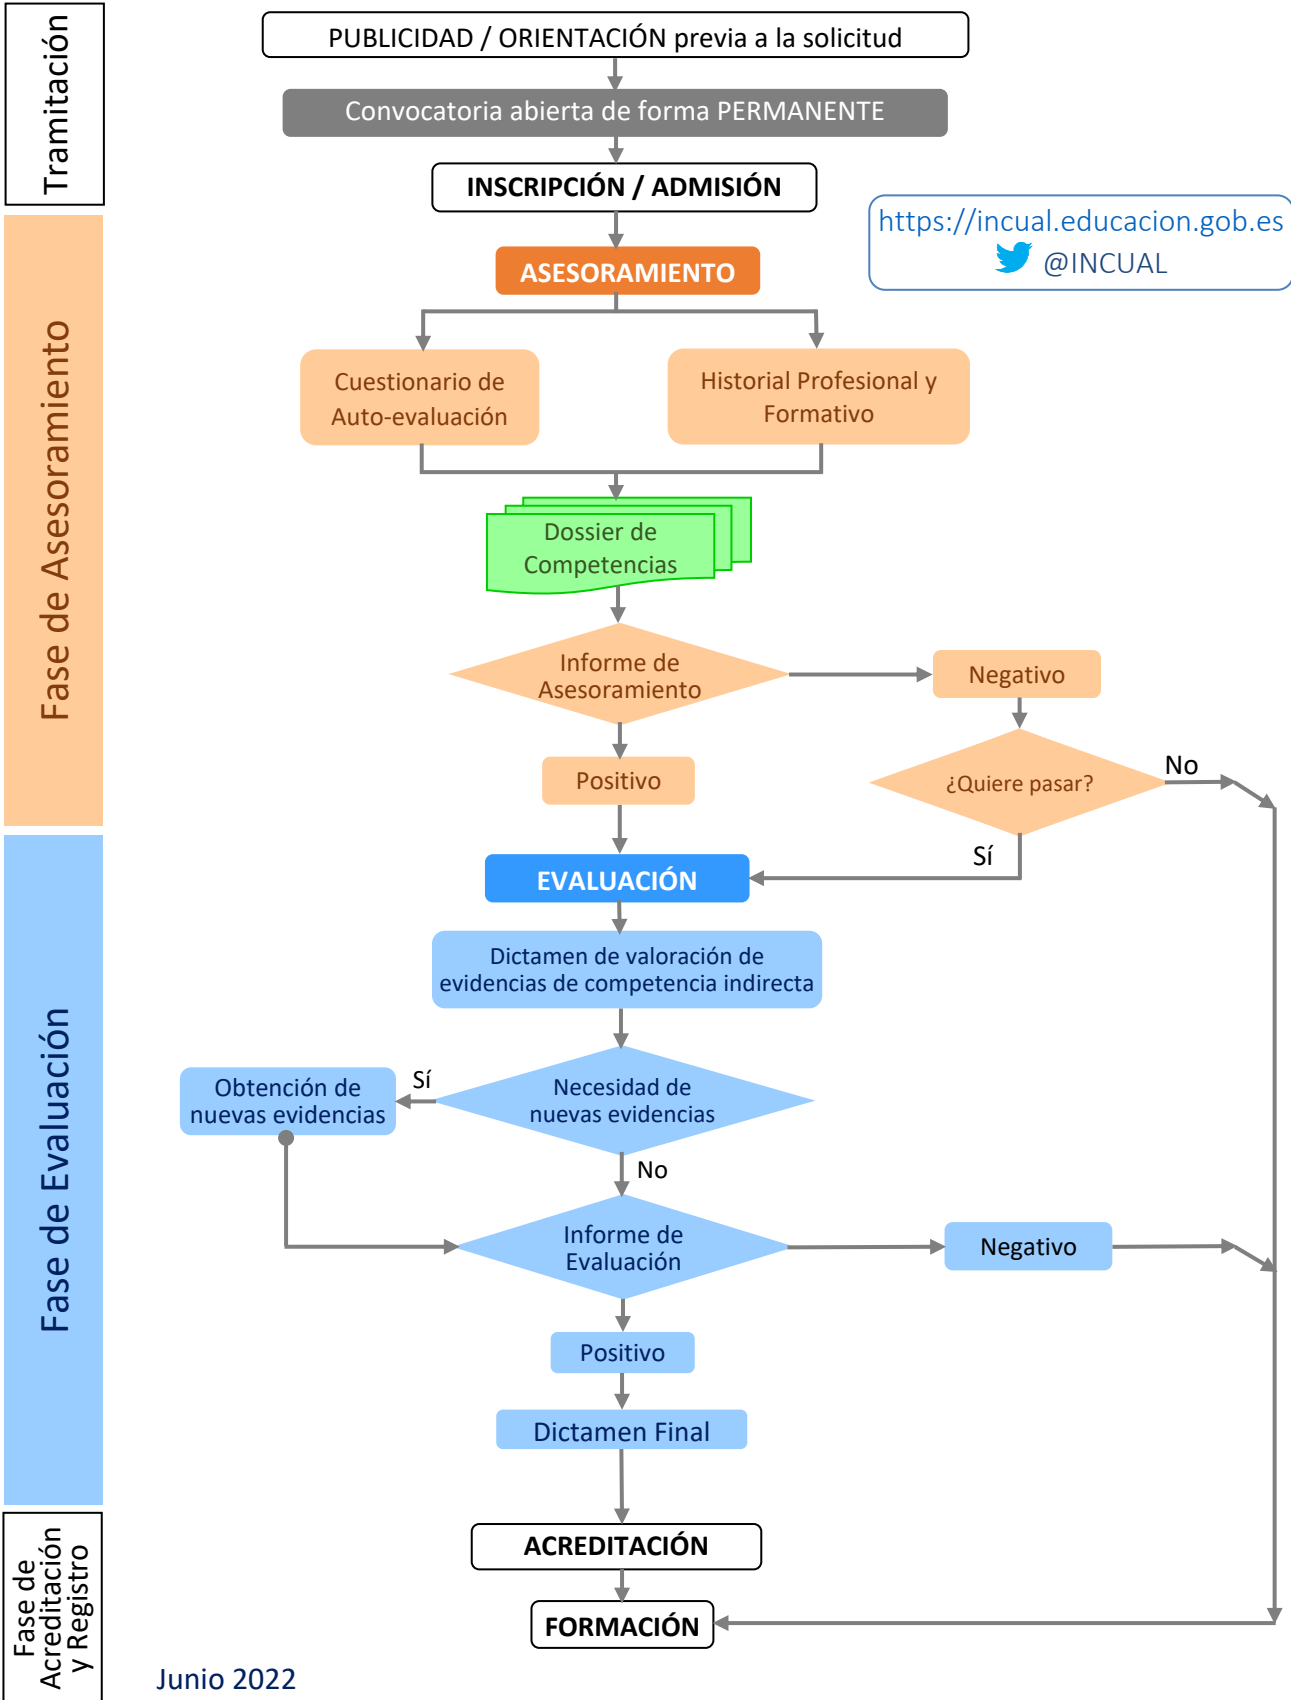 Tramitación
PUBLICIDAD / ORIENTACIÓN previa a la solicitud
Convocatoria abierta de forma PERMANENTE
INSCRIPCIÓN / ADMISIÓN
https://incual.educacion.gob.es
@INCUAL
Fase de Asesoramiento
ASESORAMIENTO
Cuestionario de
Auto-evaluación
Historial Profesional y
Formativo
Dossier de
Competencias
Informe de
Asesoramiento
Negativo
Positivo
¿Quiere pasar?
No
Sí
Fase de Evaluación
EVALUACIÓN
Dictamen de valoración de
evidencias de competencia indirecta
Necesidad de
nuevas evidencias
Sí
Obtención de
nuevas evidencias
No
Informe de
Evaluación
Negativo
Positivo
Dictamen Final
Fase de
Acreditación
y Registro
ACREDITACIÓN
FORMACIÓN
Junio 2022